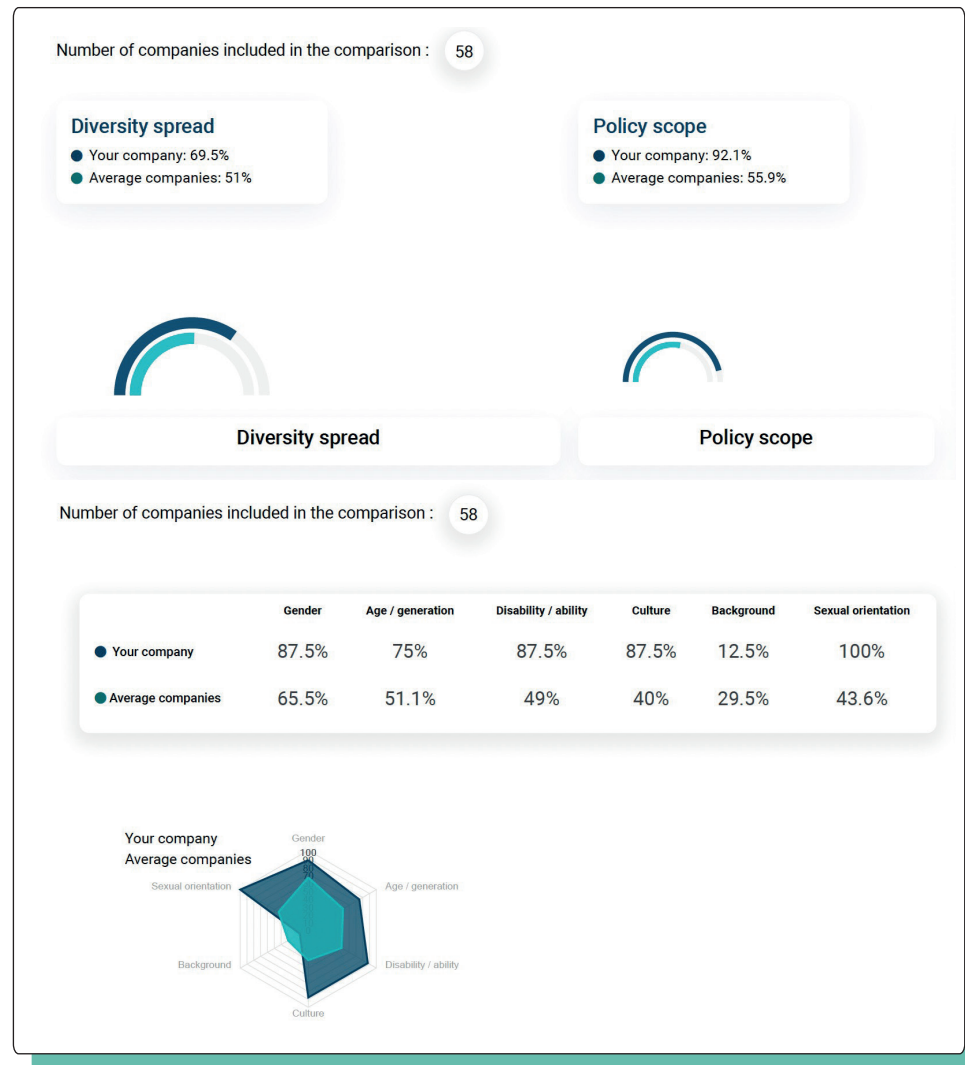 Number of companies included in the comparison : 58
Diversity spread
Your company: 69.5%
Average companies: 51%
Policy scope
Your company: 92.1%
Average companies: 55.9%
Diversity spread
Policy scope
Number of companies included in the comparison : 58
Gender Age / generation Disability / ability Culture Background Sexual orientation
Your company 87.5% 75% 87.5% 87.5% 12.5% 100%
Average companies 65.5% 51.1% 49% 40% 29.5% 43.6%
Your company
Average companies
Gender
100
90
80
70
Sexual orientation
Age / generation
Background
Disability / ability
Culture